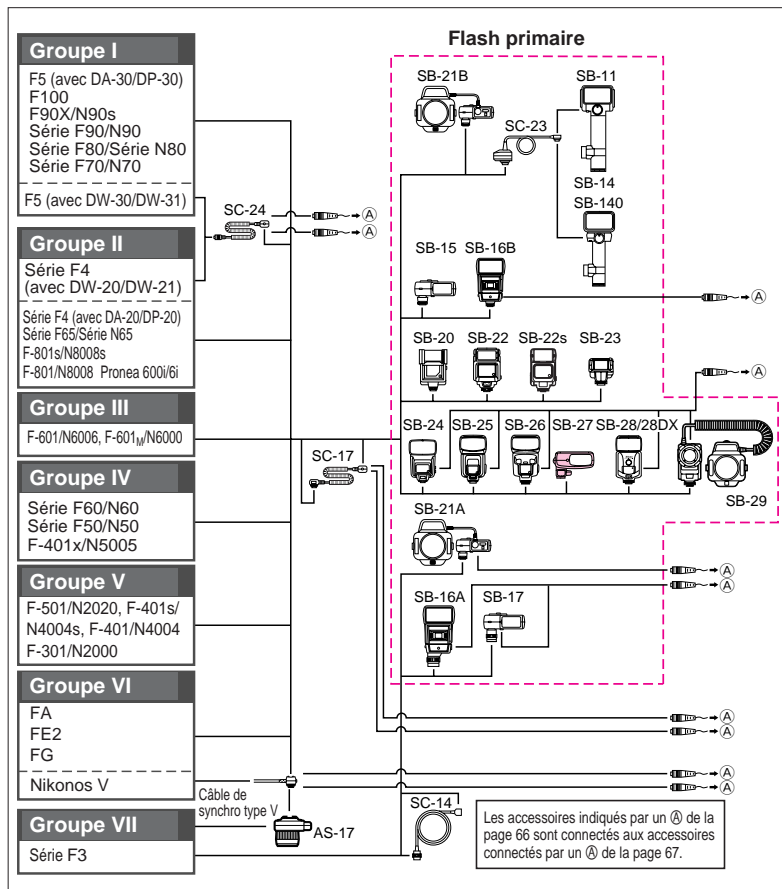 Groupe I
F5 (avec DA-30/DP-30)
F100
F90X/N90s
Série F90/N90
Série F80/Série N80
Série F70/N70
F5 (avec DW-30/DW-31)
SC-24
Ⓐ
Ⓐ
Groupe II
Série F4
(avec DW-20/DW-21)
Série F4 (avec DA-20/DP-20)
Série F65/Série N65
F-801s/N8008s
F-801/N8008 Pronea 600i/6i
Groupe III
F-601/N6006, F-601M/N6000
SC-17
Groupe IV
Série F60/N60
Série F50/N50
F-401x/N5005
Groupe V
F-501/N2020, F-401s/
N4004s, F-401/N4004
F-301/N2000
Groupe VI
FA
FE2
FG
Nikonos V
Câble de
synchro type V
AS-17
Groupe VII
Série F3
SC-14
Flash primaire
SB-21B
SC-23
SB-11
SB-14
SB-140
SB-15
SB-16B
Ⓐ
SB-20
SB-22
SB-22s
SB-23
Ⓐ
SB-24
SB-25
SB-26
SB-27
SB-28/28DX
SB-29
SB-21A
Ⓐ
Ⓐ
SB-16A
SB-17
Ⓐ
Ⓐ
Ⓐ
Ⓐ
Les accessoires indiqués par un Ⓐ de la
page 66 sont connectés aux accessoires
connectés par un Ⓐ de la page 67.